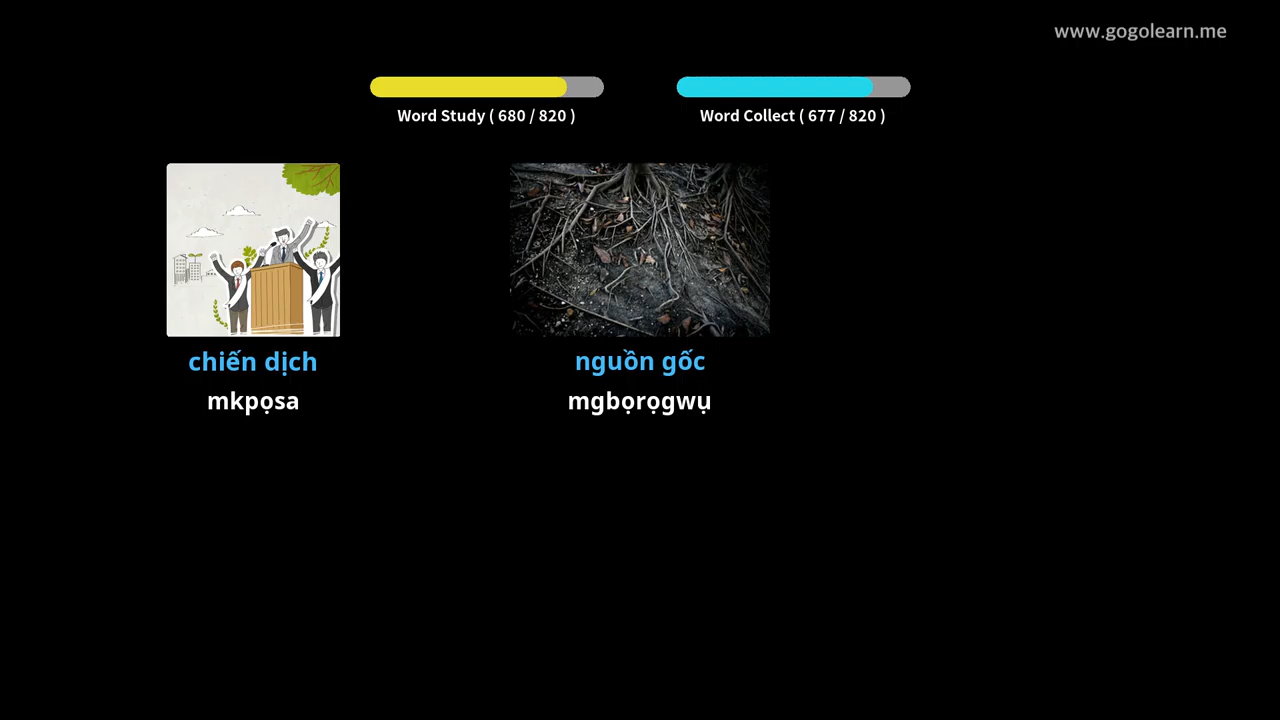 www.gogolearn.me
Word Study ( 680 / 820 )
Word Collect ( 677 / 820 )
chiến dịch
mkpọsa
nguồn gốc
mgbọrọgwụ